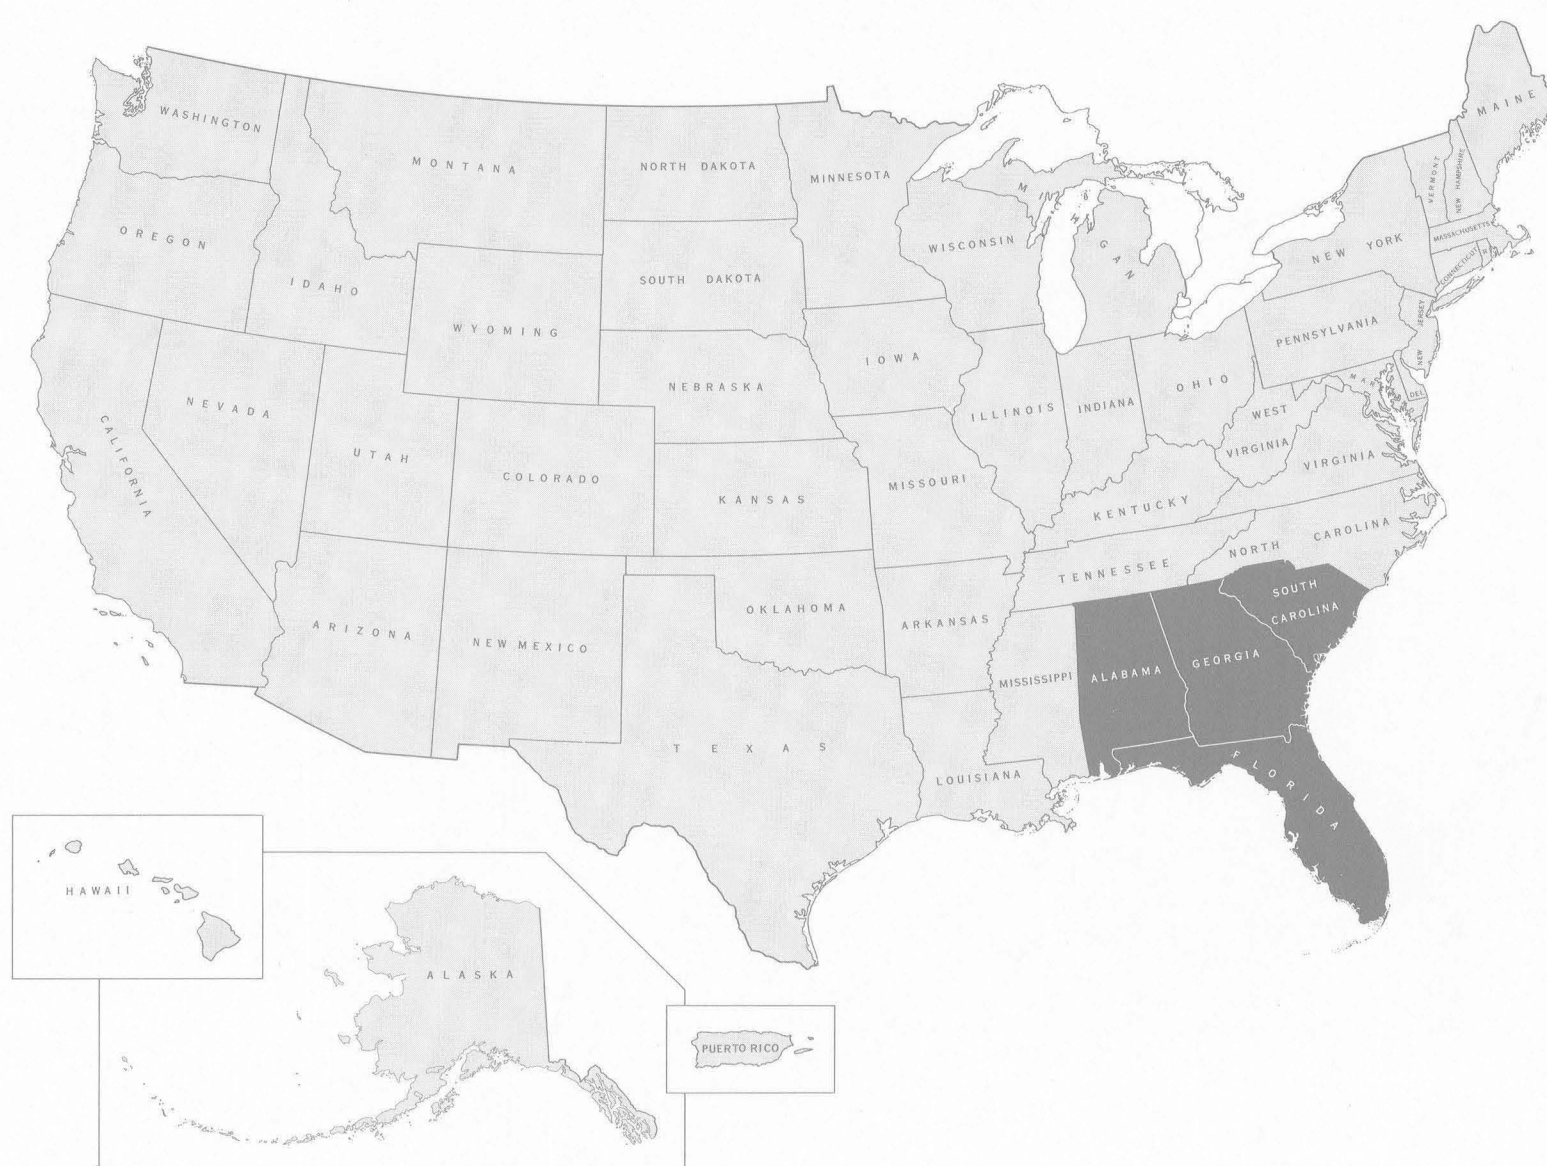 WASHINGTON
MONTANA
NORTH DAKOTA
MINNESOTA
MAINE
VERMONT
NEW HAMPSHIRE
MICHIGAN
OREGON
IDAHO
WISCONSIN
NEW YORK
MASSACHUSETTS
CONNECTICUT
SOUTH DAKOTA
WYOMING
IOWA
PENNSYLVANIA
NEW JERSEY
NEBRASKA
OHIO
MAR
DEL
NEVADA
UTAH
COLORADO
ILLINOIS
INDIANA
WEST
VIRGINIA
VIRGINIA
CALIFORNIA
KANSAS
MISSOURI
KENTUCKY
NORTH CAROLINA
TENNESSEE
SOUTH
CAROLINA
ARIZONA
NEW MEXICO
OKLAHOMA
ARKANSAS
MISSISSIPPI
ALABAMA
GEORGIA
TEXAS
LOUISIANA
FLORIDA
HAWAII
ALASKA
PUERTO RICO